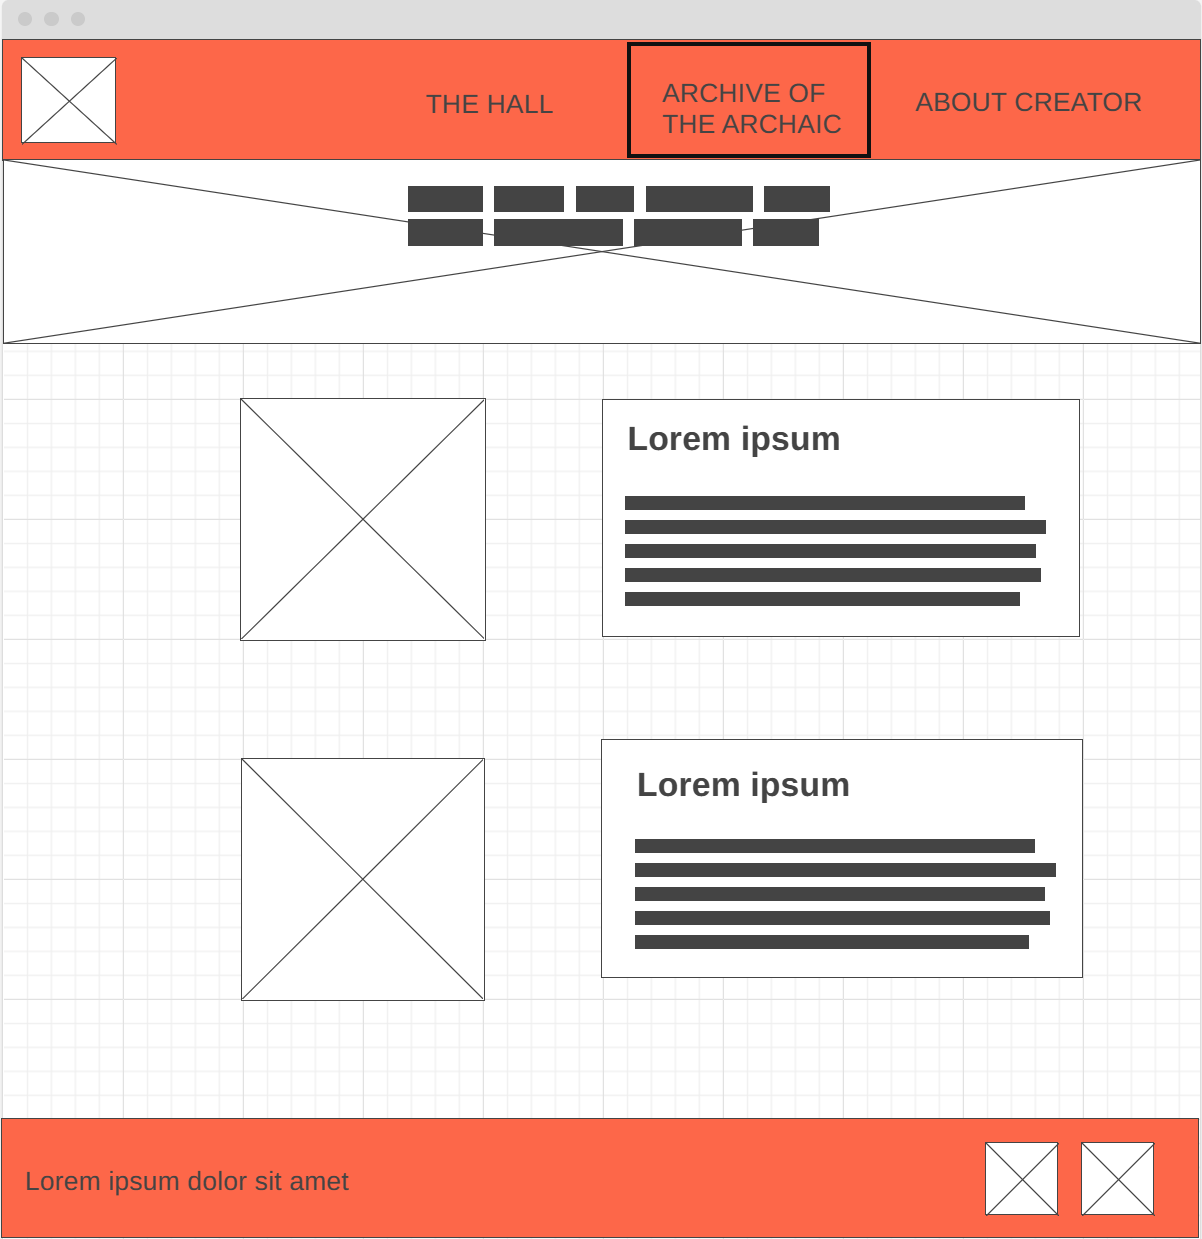 THE HALL
ARCHIVE OF
THE ARCHAIC
ABOUT CREATOR
Lorem ipsum
Lorem ipsum
Lorem ipsum dolor sit amet